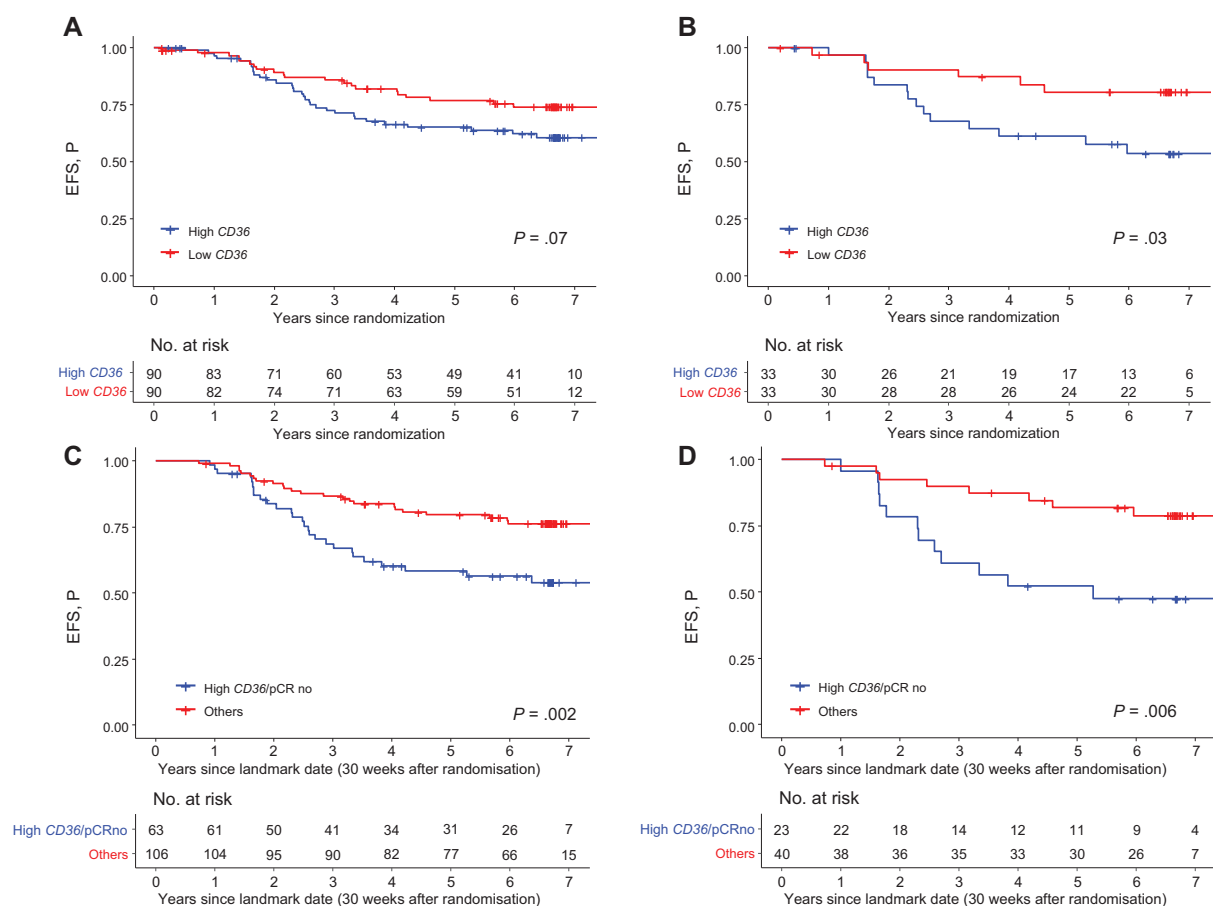 A
1.00
0.75
0.50
0.25
0.00
EFS, P
High CD36
Low CD36
P = .07
0 1 2 3 4 5 6 7
Years since randomization
No. at risk
High CD36 90 83 71 60 53 49 41 10
Low CD36 90 82 74 71 63 59 51 12
0 1 2 3 4 5 6 7
Years since randomization
B
1.00
0.75
0.50
0.25
0.00
EFS, P
High CD36
Low CD36
P = .03
0 1 2 3 4 5 6 7
Years since randomization
No. at risk
High CD36 33 30 26 21 19 17 13 6
Low CD36 33 30 28 28 26 24 22 5
0 1 2 3 4 5 6 7
Years since randomization
C
1.00
0.75
0.50
0.25
0.00
EFS, P
High CD36/pCR no
Others
P = .002
0 1 2 3 4 5 6 7
Years since landmark date (30 weeks after randomisation)
No. at risk
High CD36/pCRno 63 61 50 41 34 31 26 7
Others 106 104 95 90 82 77 66 15
0 1 2 3 4 5 6 7
Years since landmark date (30 weeks after randomisation)
D
1.00
0.75
0.50
0.25
0.00
EFS, P
High CD36/pCR no
Others
P = .006
0 1 2 3 4 5 6 7
Years since landmark date (30 weeks after randomisation)
No. at risk
High CD36/pCRno 23 22 18 14 12 11 9 4
Others 40 38 36 35 33 30 26 7
0 1 2 3 4 5 6 7
Years since landmark date (30 weeks after randomisation)